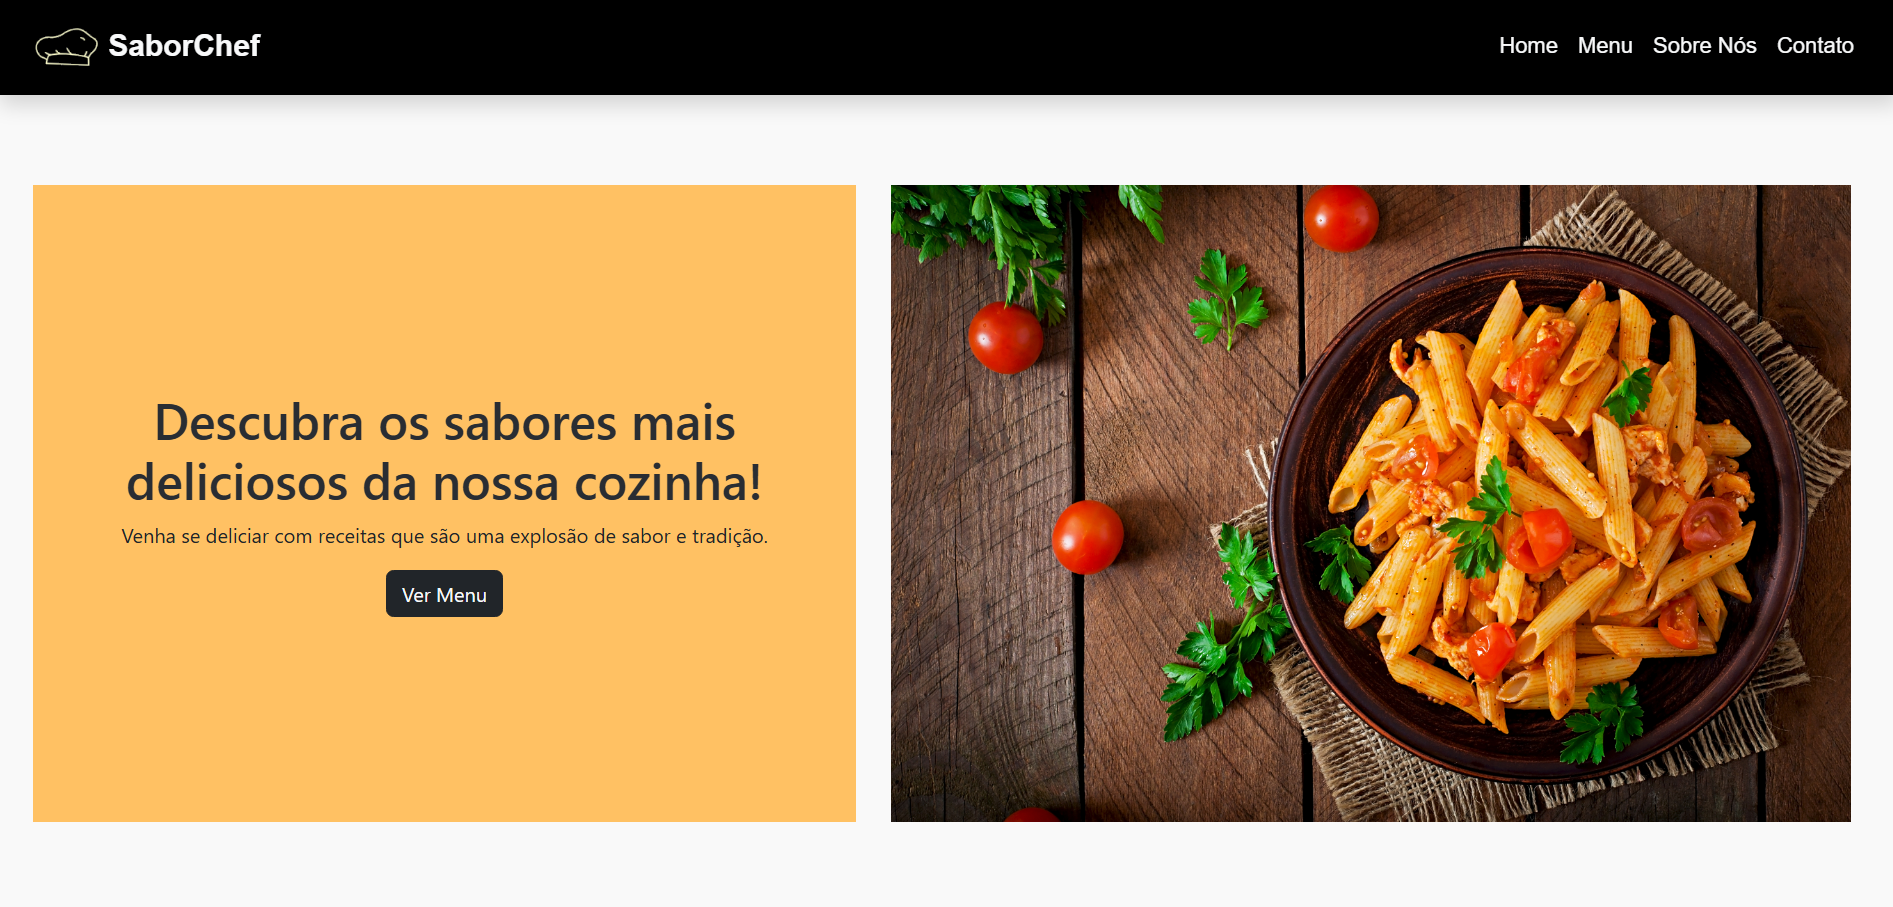 SaborChef
Home Menu Sobre Nós Contato
Descubra os sabores mais
deliciosos da nossa cozinha!
Venha se deliciar com receitas que são uma explosão de sabor e tradição.
Ver Menu